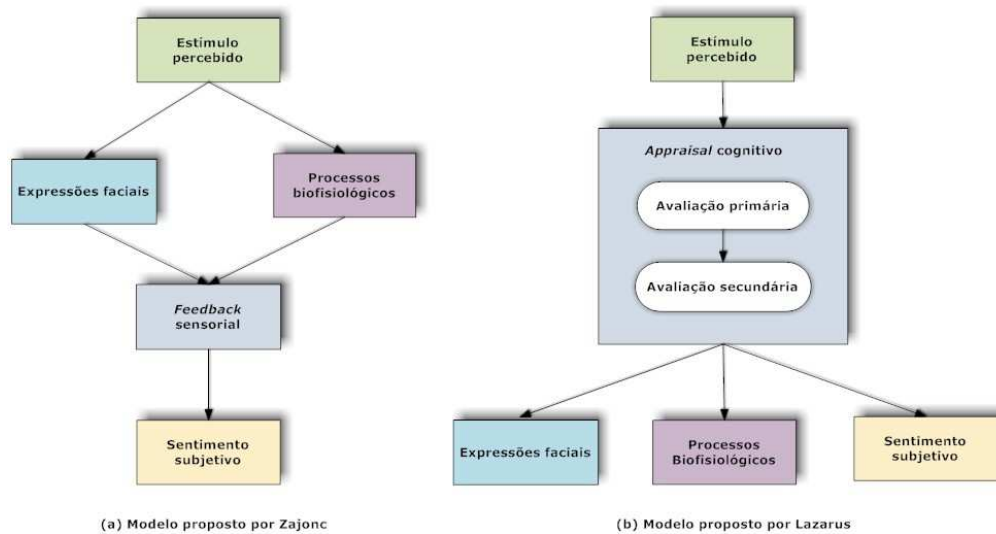 Estímulo
percebido
Expressões faciais
Processos
biofisiológicos
Feedback
sensorial
Sentimento
subjetivo
(a) Modelo proposto por Zajonc
Estímulo
percebido
Appraisal cognitivo
Avaliação primária
Avaliação secundária
Expressões faciais
Processos
Biofisiológicos
Sentimento
subjetivo
(b) Modelo proposto por Lazarus